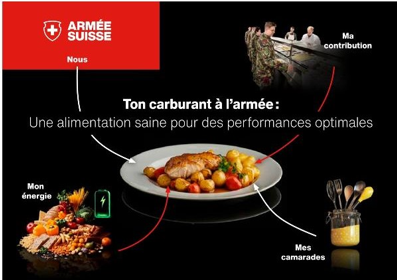 ARMÉE
SUISSE
Nous
Ma
contribution
Ton carburant à l'armée :
Une alimentation saine pour des performances optimales
Mon
énergie
Mes
camarades